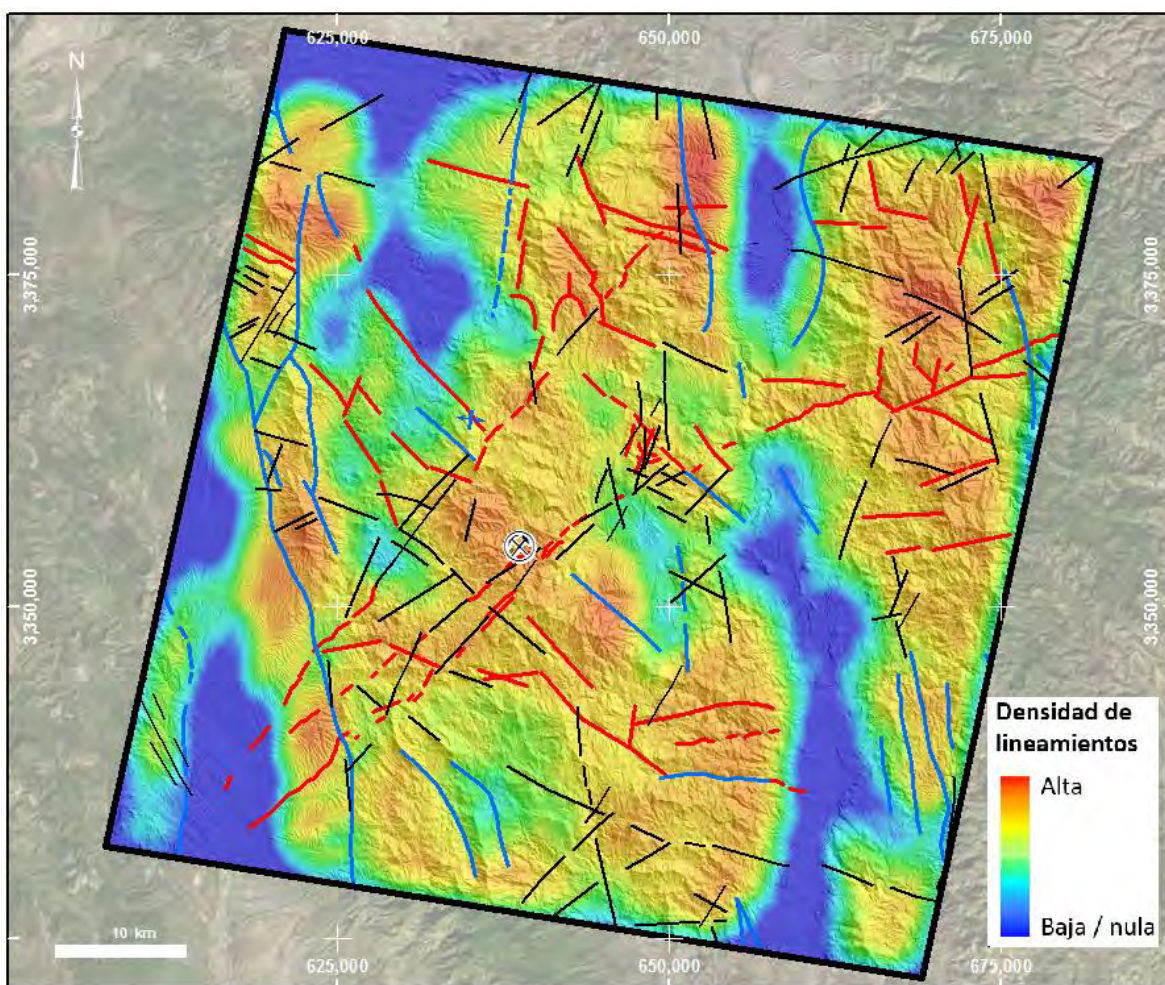 625,000
650,000
675,000
N
3,375,000
3,375,000
3,350,000
3,350,000
Densidad de
lineamientos
Alta
Baja / nula
10 km
625,000
650,000
675,000